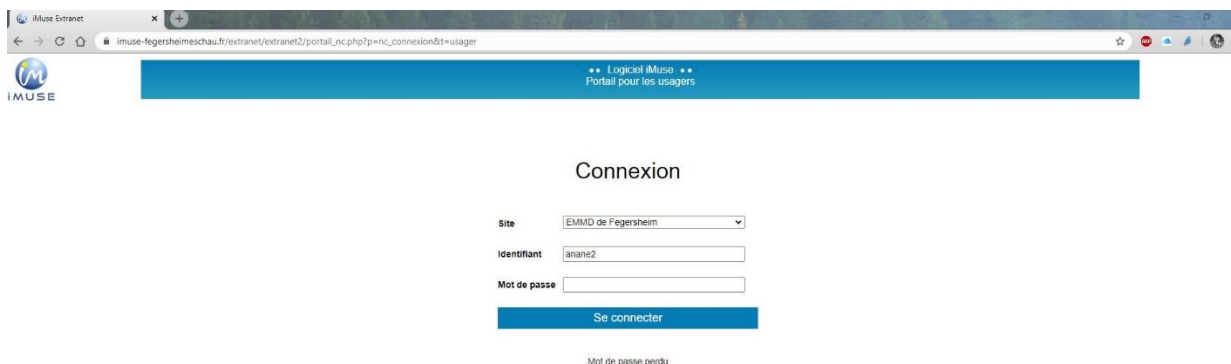 iMuse Extranet
imuse-fegersheimeschau.fr/extranet/extranet2/portail_nc.php?p=nc_connexion&t=usager
iM
iMUSE
•• Logiciel iMuse ••
Portail pour les usagers
Connexion
Site EMMD de Fegersheim
Identifiant anane2
Mot de passe
Se connecter
Mot de passe perdu